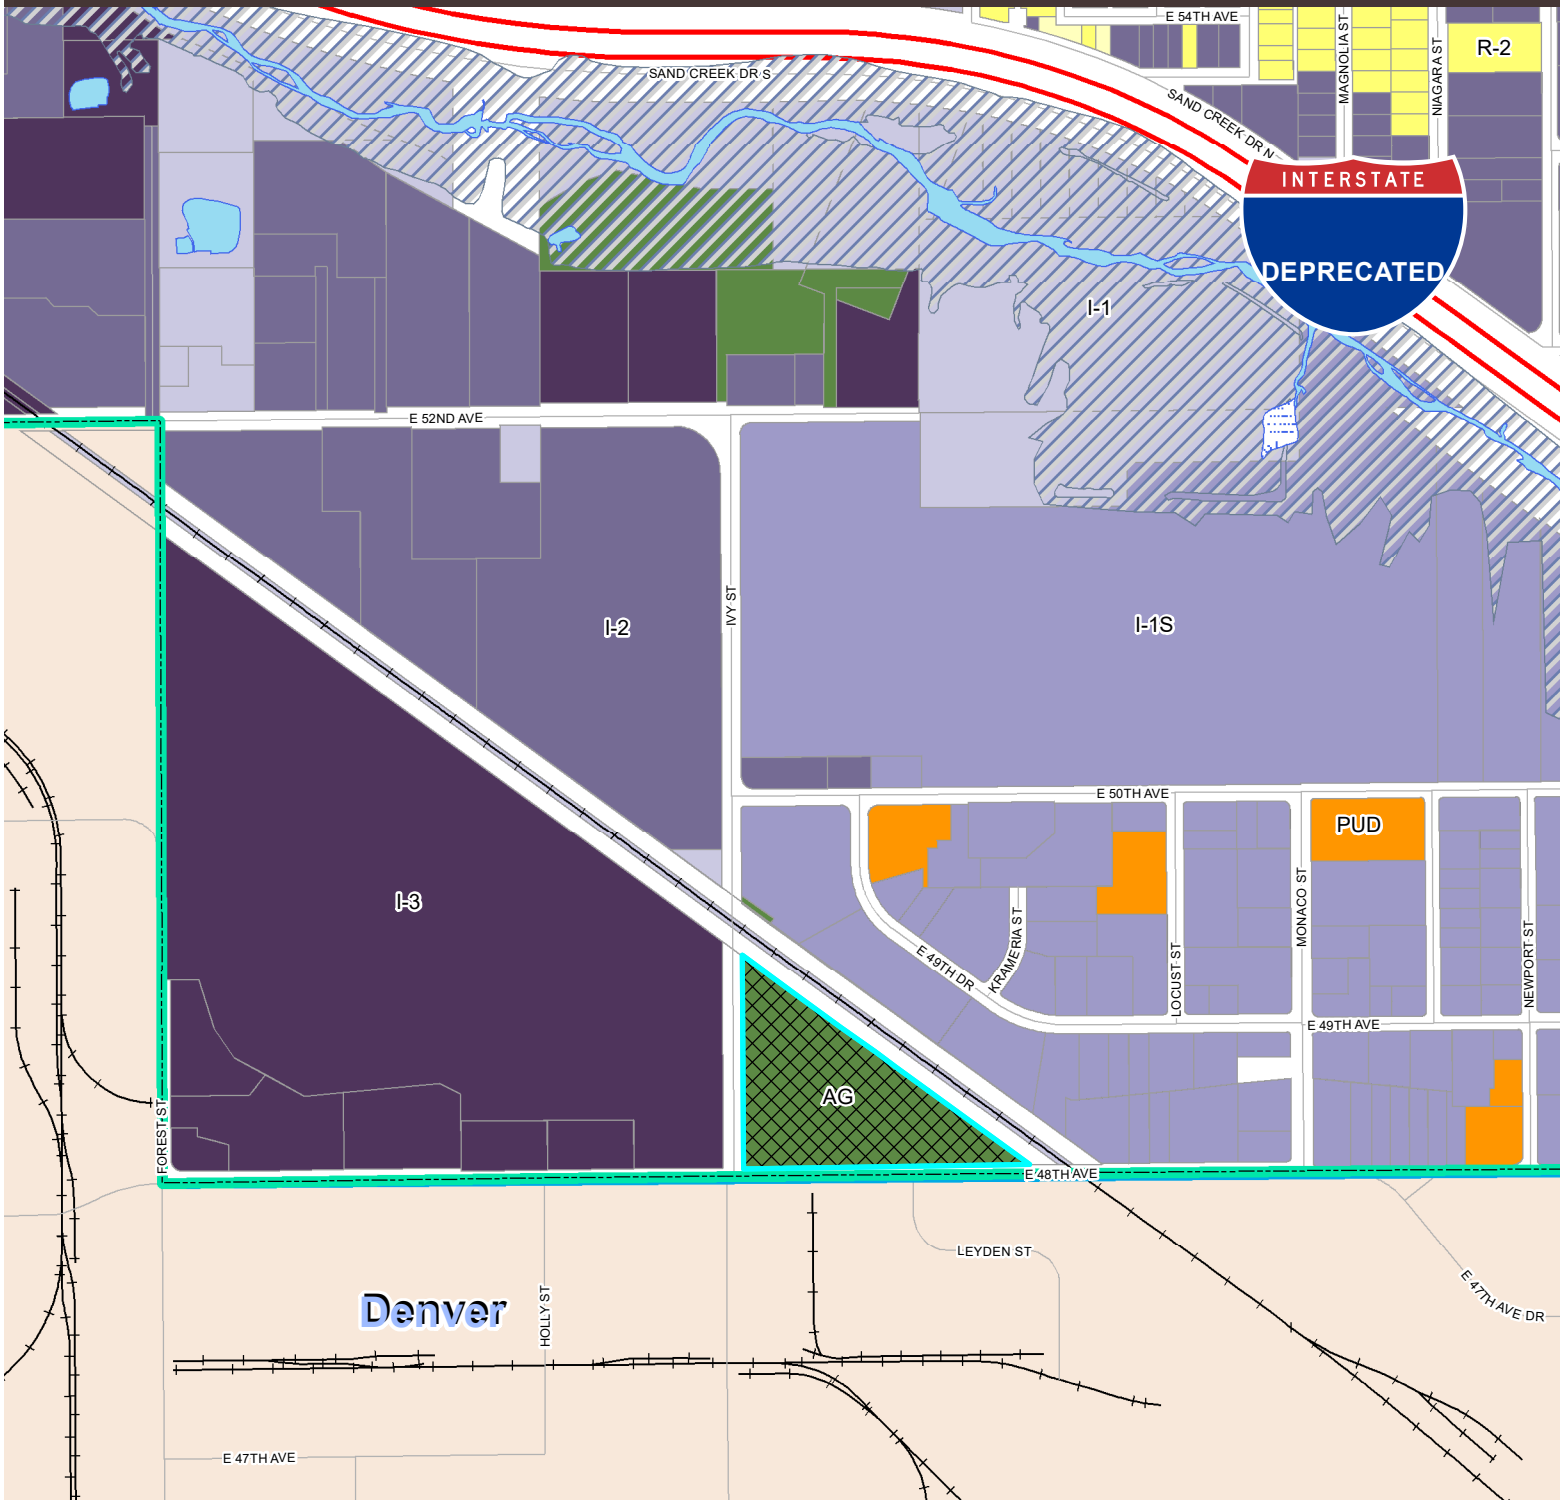 E 54TH AVE
MAGNOLIA ST
NIAGARA ST
R-2
SAND CREEK DR S
SAND CREEK DR N
INTERSTATE
DEPRECATED
I-1
E 52ND AVE
IVY ST
I-2
I-1S
E 50TH AVE
PUD
I-3
MONACO ST
KRAMERIA ST
E 49TH DR
LOCUST ST
NEWPORT ST
E 49TH AVE
AG
FOREST ST
E 48TH AVE
LEYDEN ST
HOLLY ST
Denver
E 47TH AVE DR
E 47TH AVE